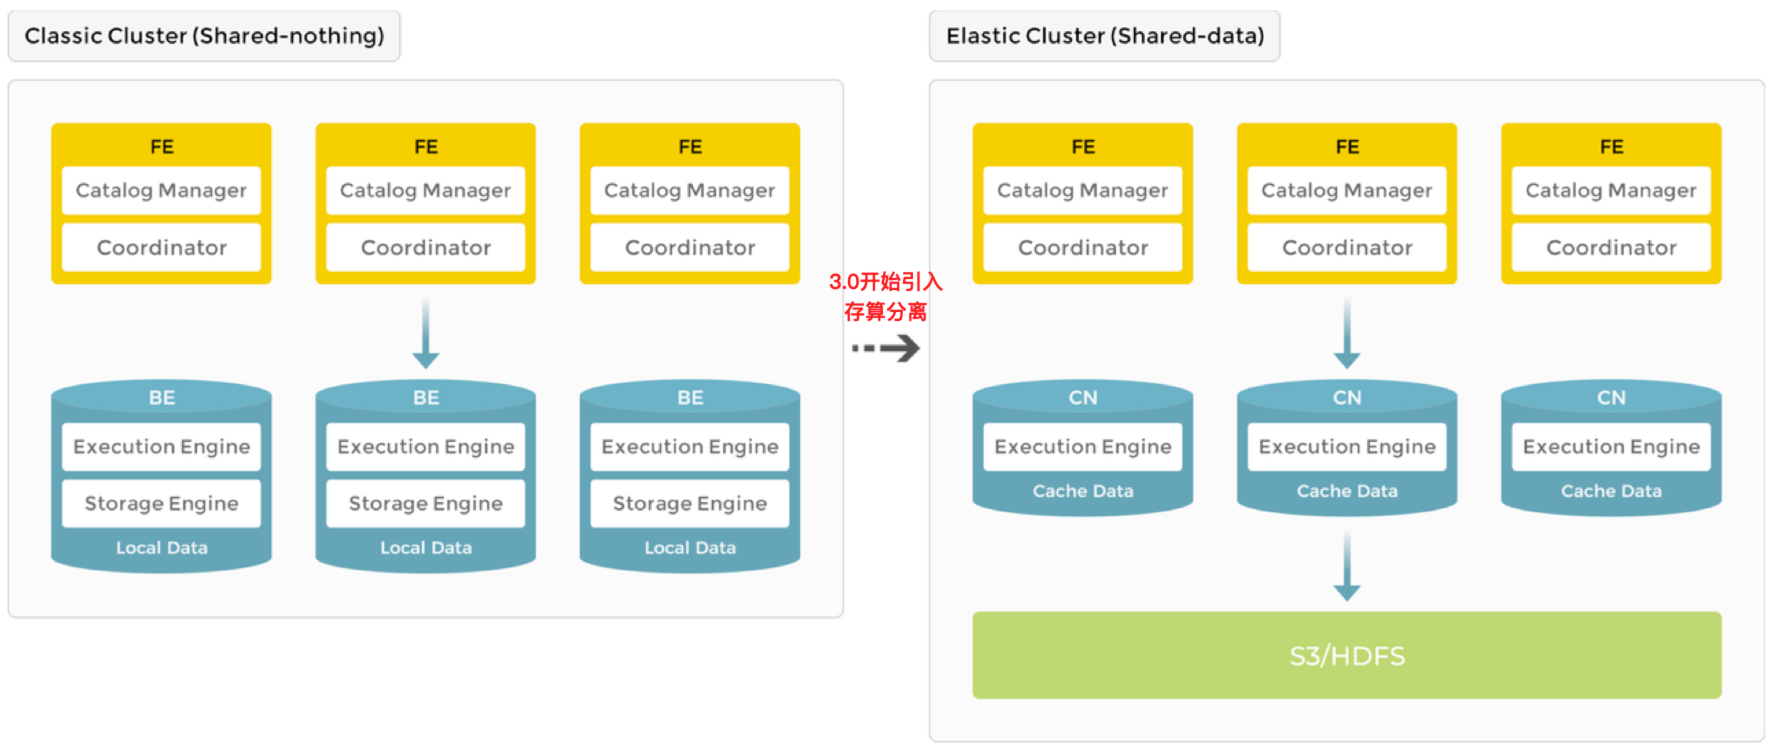 Classic Cluster (Shared-nothing)
FE
Catalog Manager
Coordinator
FE
Catalog Manager
Coordinator
FE
Catalog Manager
Coordinator
BE
Execution Engine
Storage Engine
Local Data
BE
Execution Engine
Storage Engine
Local Data
BE
Execution Engine
Storage Engine
Local Data
3.0开始引入
存算分离
Elastic Cluster (Shared-data)
FE
Catalog Manager
Coordinator
FE
Catalog Manager
Coordinator
FE
Catalog Manager
Coordinator
CN
Execution Engine
Cache Data
CN
Execution Engine
Cache Data
CN
Execution Engine
Cache Data
S3/HDFS